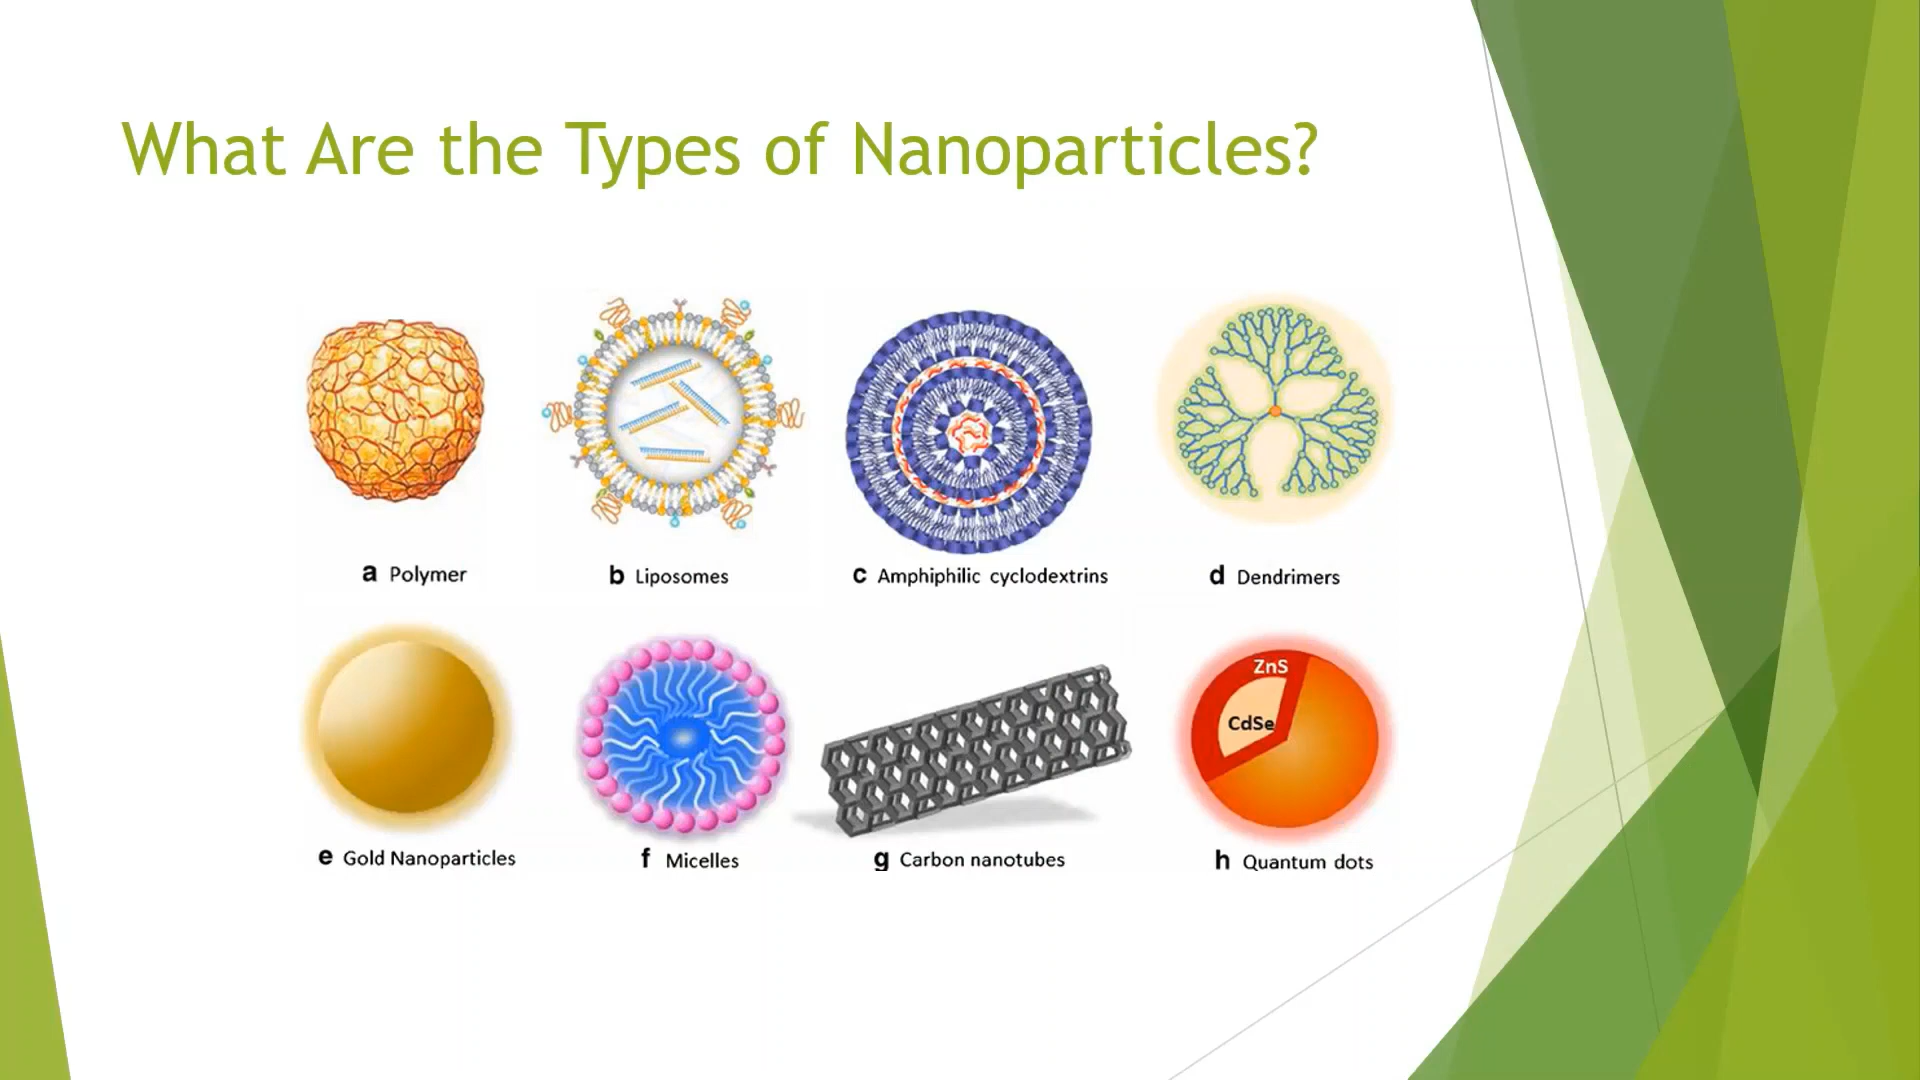 What Are the Types of Nanoparticles?
a Polymer
b Liposomes
c Amphiphilic cyclodextrins
d Dendrimers
ZnS
CdSe
e Gold Nanoparticles
f Micelles
g Carbon nanotubes
h Quantum dots